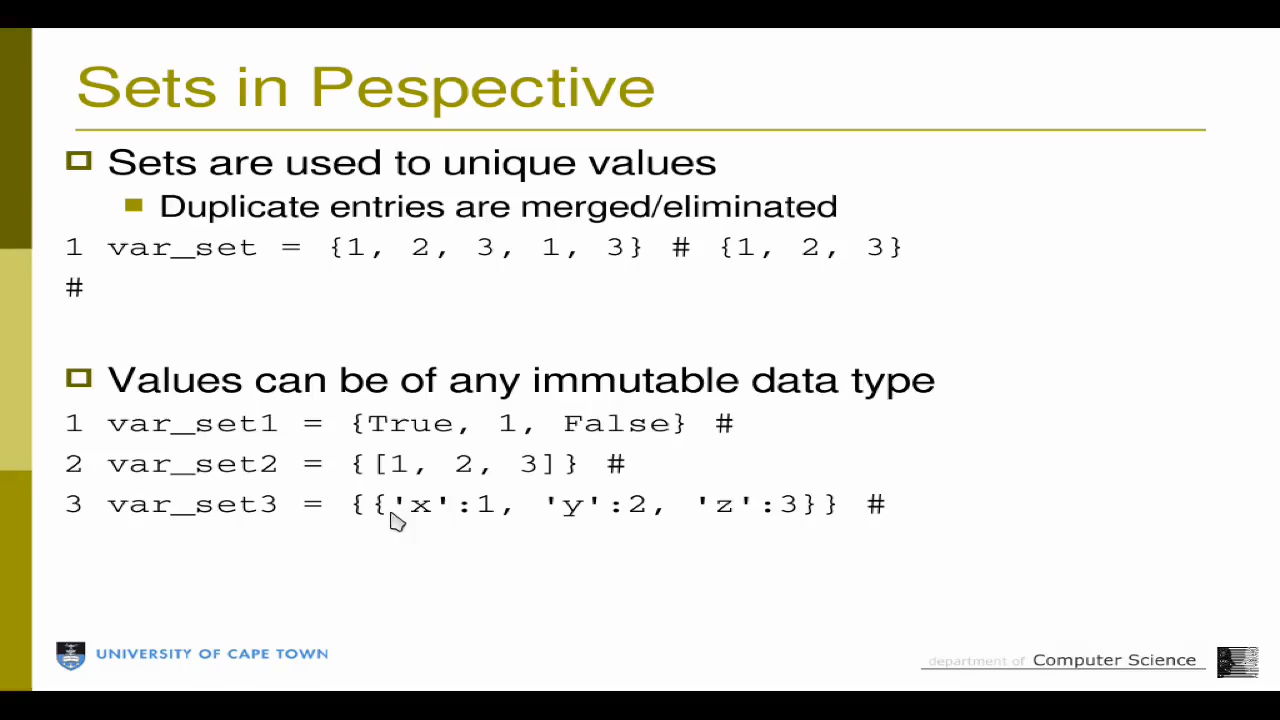 Sets in Pespective
Sets are used to unique values
Duplicate entries are merged/eliminated
1 var_set = {1, 2, 3, 1, 3} # {1, 2, 3}
#
Values can be of any immutable data type
1 var_set1 = {True, 1, False} #
2 var_set2 = {[1, 2, 3]} #
3 var_set3 = {{'x':1, 'y':2, 'z':3}} #
UNIVERSITY OF CAPE TOWN
department of Computer Science